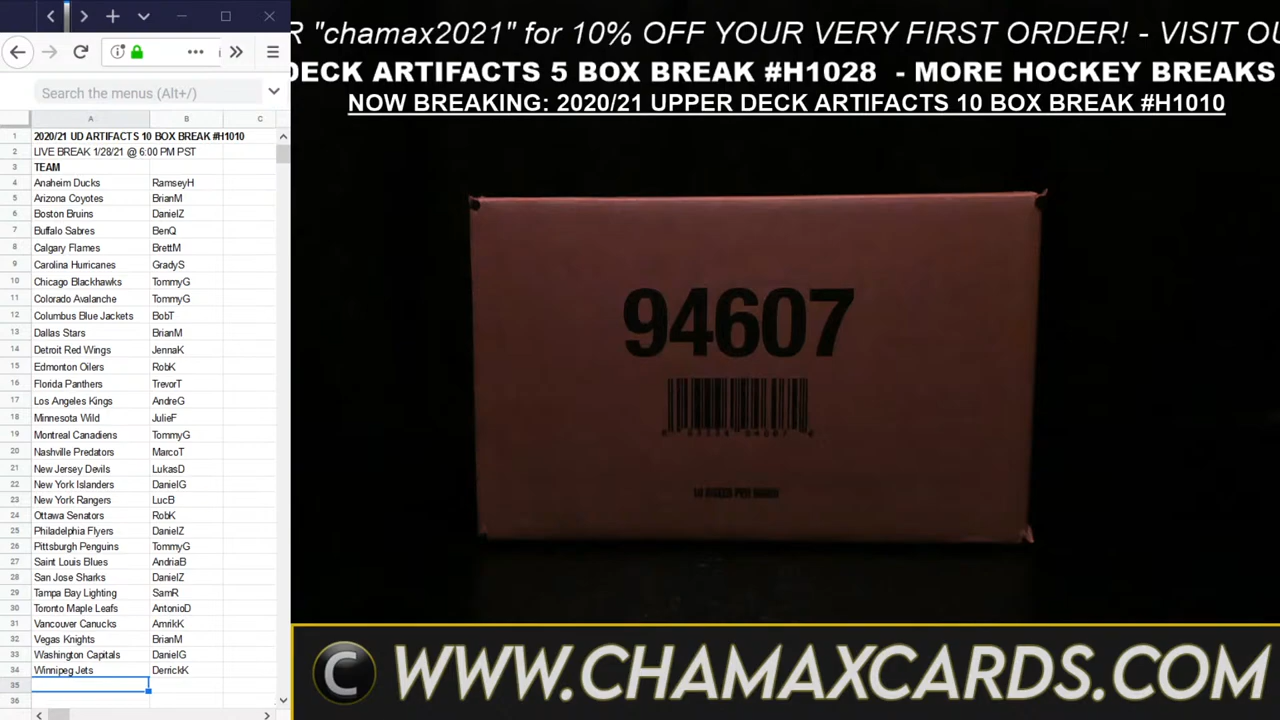 R "chamax2021" for 10% OFF YOUR VERY FIRST ORDER! - VISIT OU
DECK ARTIFACTS 5 BOX BREAK #H1028 - MORE HOCKEY BREAKS
NOW BREAKING: 2020/21 UPPER DECK ARTIFACTS 10 BOX BREAK #H1010
Search the menus (Alt+/)
A B C
1 2020/21 UD ARTIFACTS 10 BOX BREAK #H1010
2 LIVE BREAK 1/28/21 @ 6:00 PM PST
3 TEAM
4 Anaheim Ducks RamseyH
5 Arizona Coyotes BrianM
6 Boston Bruins DanielZ
7 Buffalo Sabres BenQ
8 Calgary Flames BrettM
9 Carolina Hurricanes GradyS
10 Chicago Blackhawks TommyG
11 Colorado Avalanche TommyG
12 Columbus Blue Jackets BobT
13 Dallas Stars BrianM
14 Detroit Red Wings JennaK
15 Edmonton Oilers RobK
16 Florida Panthers TrevorT
17 Los Angeles Kings AndreG
18 Minnesota Wild JulieF
19 Montreal Canadiens TommyG
20 Nashville Predators MarcoT
21 New Jersey Devils LukasD
22 New York Islanders DanielG
23 New York Rangers LucB
24 Ottawa Senators RobK
25 Philadelphia Flyers DanielZ
26 Pittsburgh Penguins TommyG
27 Saint Louis Blues AndriaB
28 San Jose Sharks DanielZ
29 Tampa Bay Lighting SamR
30 Toronto Maple Leafs AntonioD
31 Vancouver Canucks AmrikK
32 Vegas Knights BrianM
33 Washington Capitals DanielG
34 Winnipeg Jets DerrickK
35
36
94607
10 BOXES PER
C WWW.CHAMAXCARDS.COM